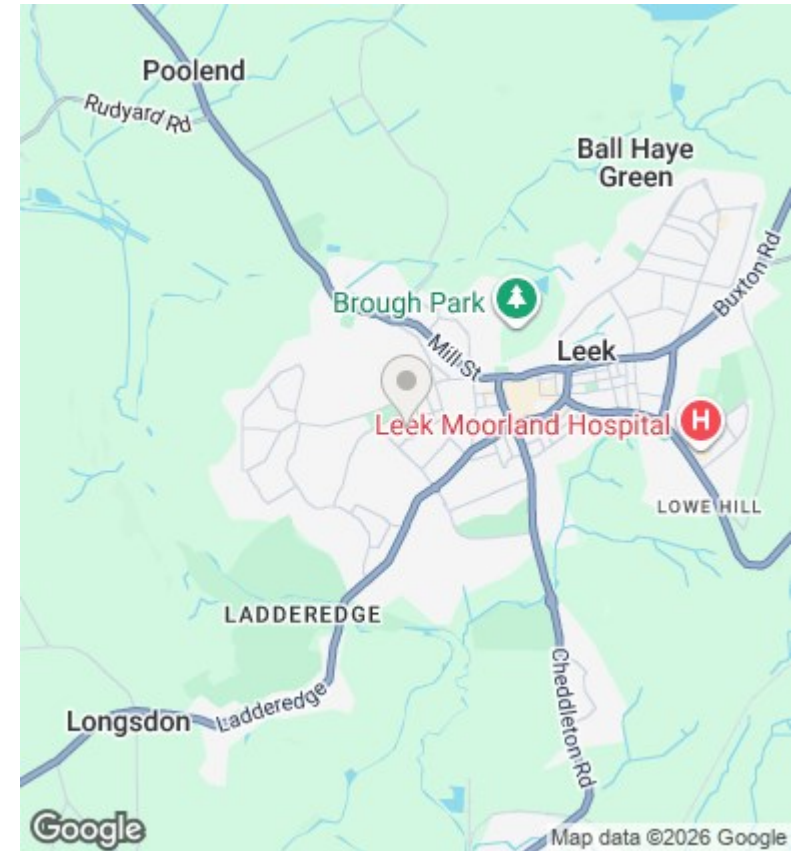 Poolend
Rudyard Rd
Ball Haye
Green
Buxton Rd
Brough Park
Mill St
Leek
Leek Moorland Hospital
H
LOWE HILL
LADDEREDGE
Cheddleton Rd
Ladderedge
Longsdon
Google
Map data ©2026 Google